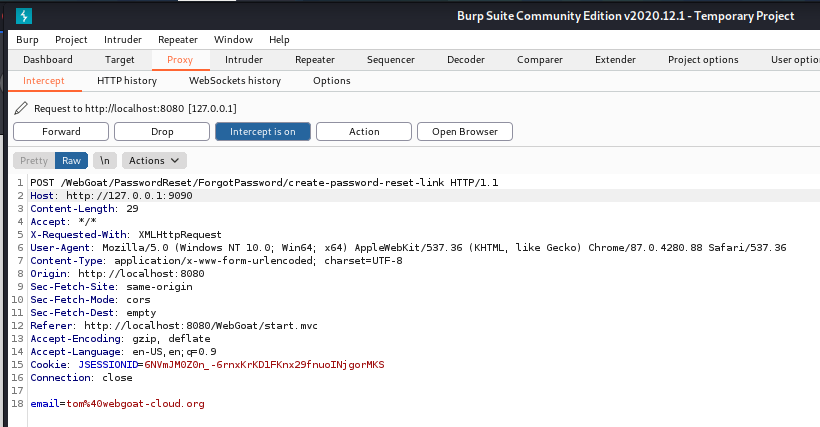 Burp Suite Community Edition v2020.12.1 - Temporary Project
Burp Project Intruder Repeater Window Help
Dashboard Target Proxy Intruder Repeater Sequencer Decoder Comparer Extender Project options User optio
Intercept HTTP history WebSockets history Options
Request to http://localhost:8080 [127.0.0.1]
Forward Drop Intercept is on Action Open Browser
Pretty Raw \n Actions
1 POST /WebGoat/PasswordReset/ForgotPassword/create-password-reset-link HTTP/1.1
2 Host: http://127.0.0.1:9090
3 Content-Length: 29
4 Accept: */*
5 X-Requested-With: XMLHttpRequest
6 User-Agent: Mozilla/5.0 (Windows NT 10.0; Win64; x64) AppleWebKit/537.36 (KHTML, like Gecko) Chrome/87.0.4280.88 Safari/537.36
7 Content-Type: application/x-www-form-urlencoded; charset=UTF-8
8 Origin: http://localhost:8080
9 Sec-Fetch-Site: same-origin
10 Sec-Fetch-Mode: cors
11 Sec-Fetch-Dest: empty
12 Referer: http://localhost:8080/WebGoat/start.mvc
13 Accept-Encoding: gzip, deflate
14 Accept-Language: en-US,en;q=0.9
15 Cookie: JSESSIONID=6NVmJM0Z0n_-6rnxKrKD1FKnx29fnuoINjgorMKS
16 Connection: close
17
18 email=tom%40webgoat-cloud.org